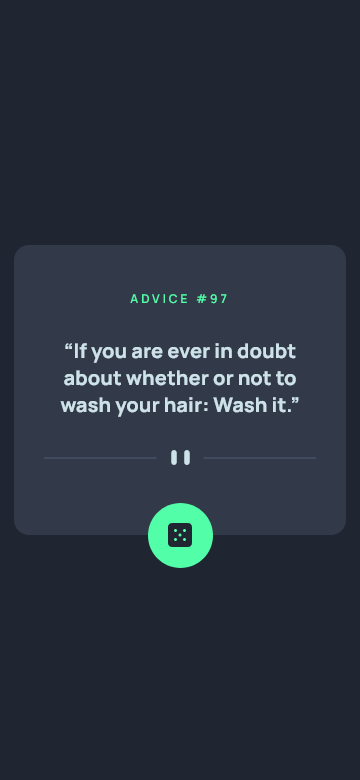 ADVICE #97
“If you are ever in doubt
about whether or not to
wash your hair: Wash it.”